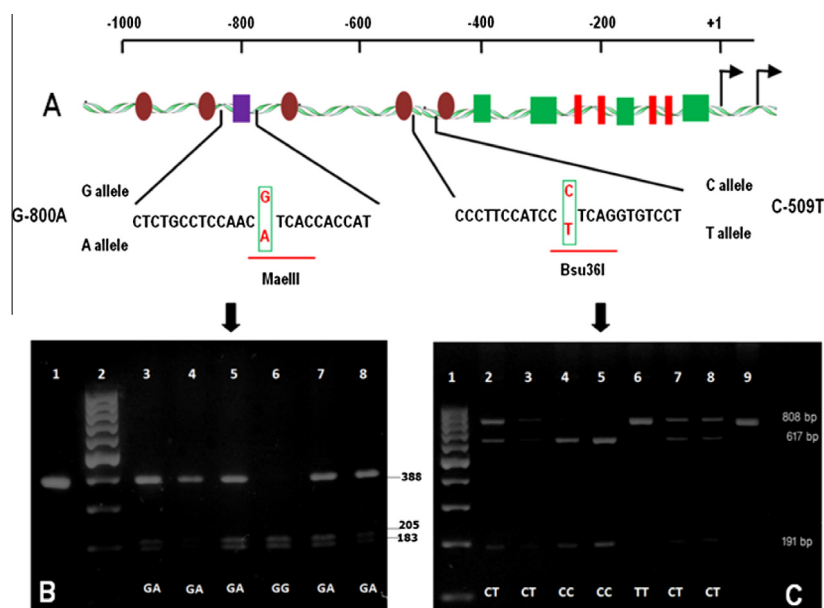 -1000 -800 -600 -400 -200 +1
A
G allele
G-800A
A allele
CTCTGCCTCCAAC G TCACCACCAT
A
MaeIII
CCCTTCCATCC C TCAGGTGTCCT
T
Bsu36I
C allele
C-509T
T allele
1 2 3 4 5 6 7 8
388
205
183
B GA GA GA GG GA GA
1 2 3 4 5 6 7 8 9
808 bp
617 bp
191 bp
CT CT CC CC TT CT CT C